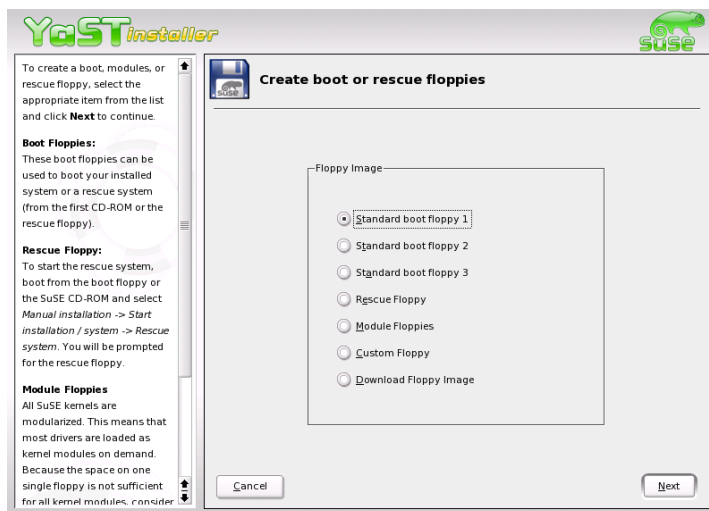 YaST Installer
SuSE
To create a boot, modules, or
rescue floppy, select the
appropriate item from the list
and click Next to continue.
Boot Floppies:
These boot floppies can be
used to boot your installed
system or a rescue system
(from the first CD-ROM or the
rescue floppy).
Rescue Floppy:
To start the rescue system,
boot from the boot floppy or
the SuSE CD-ROM and select
Manual installation -> Start
installation / system -> Rescue
system. You will be prompted
for the rescue floppy.
Module Floppies
All SuSE kernels are
modularized. This means that
most drivers are loaded as
kernel modules on demand.
Because the space on one
single floppy is not sufficient
for all kernel modules, consider
SuSE
Create boot or rescue floppies
Floppy Image
Standard boot floppy 1
Standard boot floppy 2
Standard boot floppy 3
Rescue Floppy
Module Floppies
Custom Floppy
Download Floppy Image
Cancel
Next